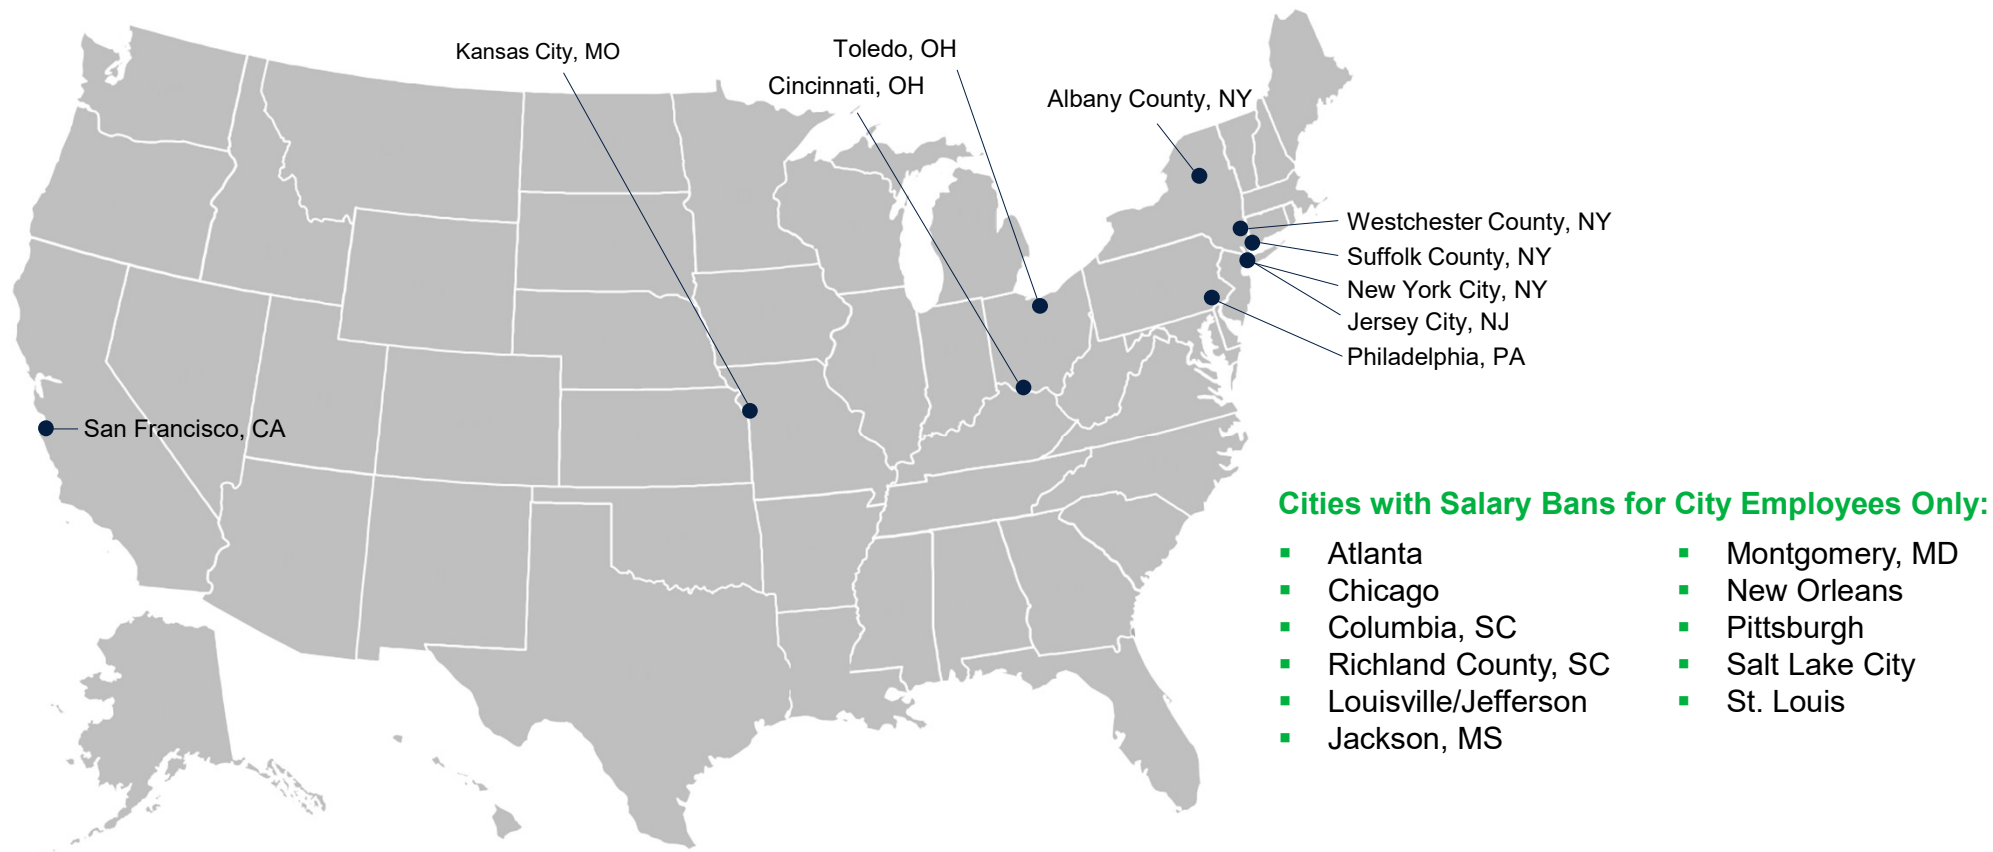 Kansas City, MO
Toledo, OH
Cincinnati, OH
Albany County, NY
Westchester County, NY
Suffolk County, NY
New York City, NY
Jersey City, NJ
Philadelphia, PA
San Francisco, CA
Cities with Salary Bans for City Employees Only:
▪ Atlanta
▪ Chicago
▪ Columbia, SC
▪ Richland County, SC
▪ Louisville/Jefferson
▪ Jackson, MS
▪ Montgomery, MD
▪ New Orleans
▪ Pittsburgh
▪ Salt Lake City
▪ St. Louis